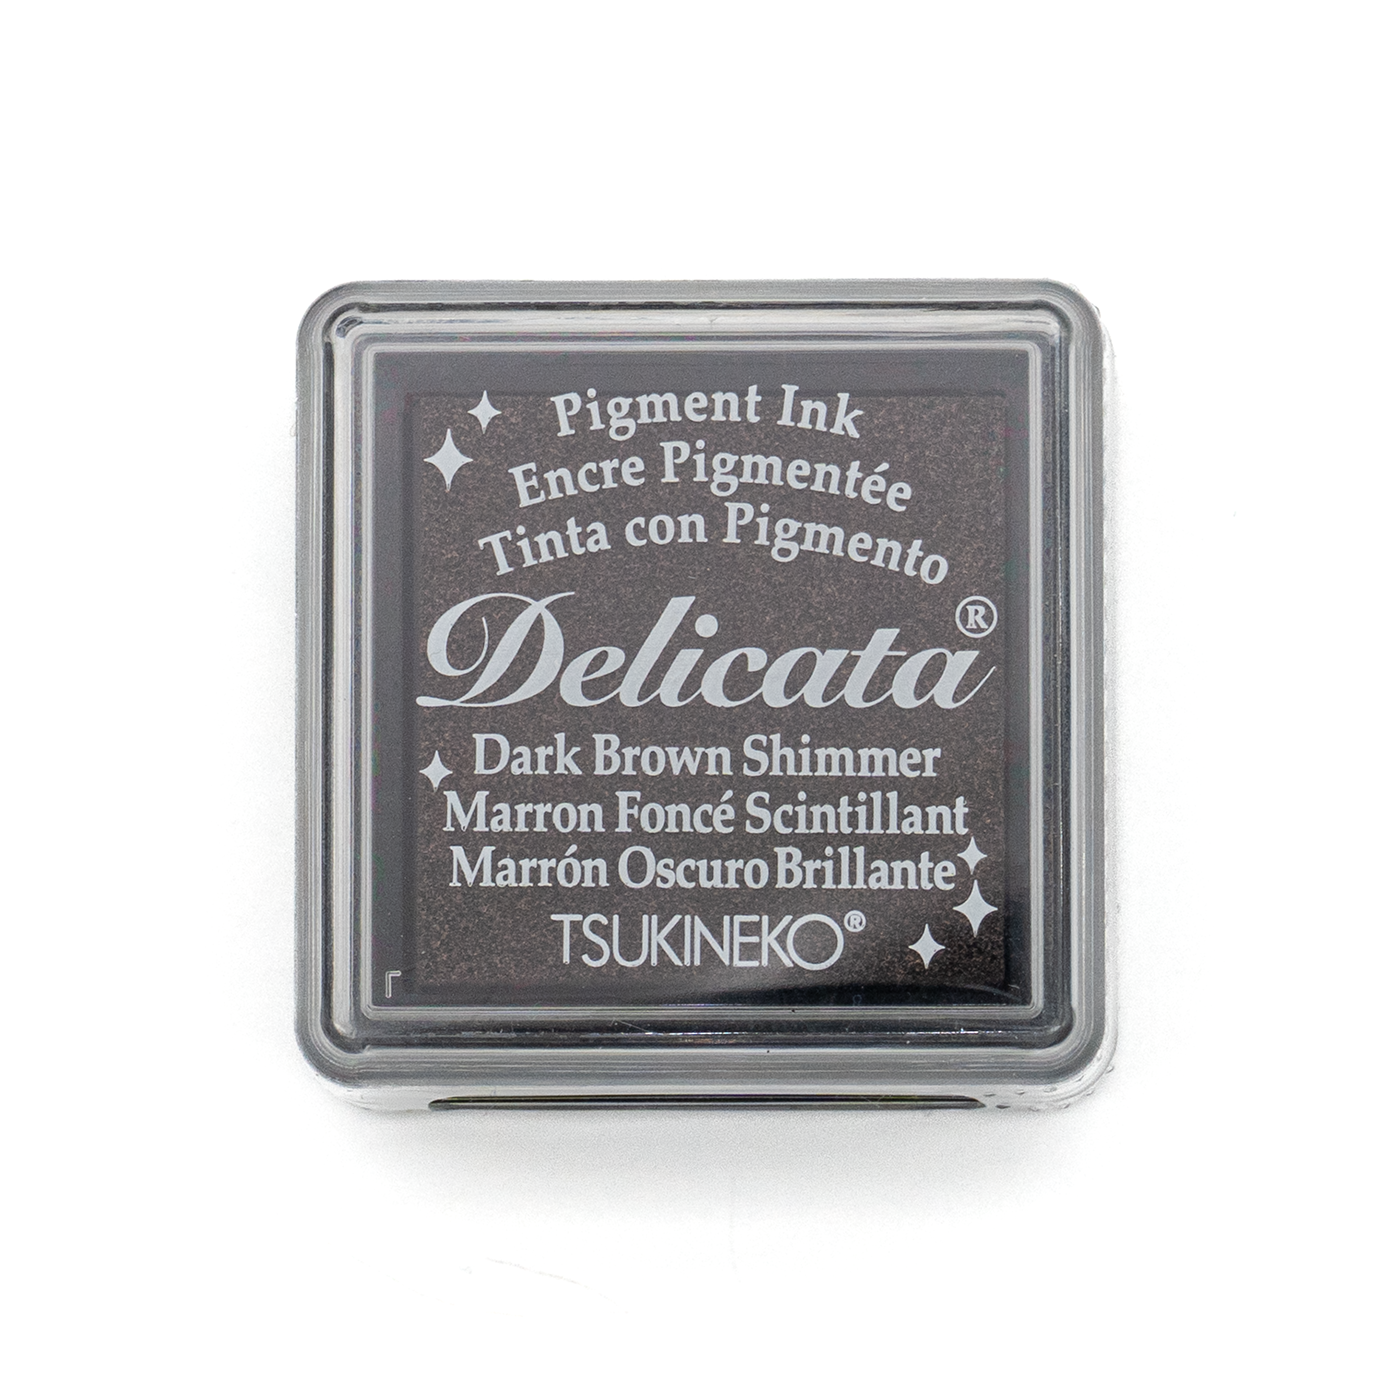 Pigment Ink
Encre Pigmentée
Tinta con Pigmento
Delicata®
Dark Brown Shimmer
Marron Foncé Scintillant
Marrón Oscuro Brillante
TSUKINEKO®